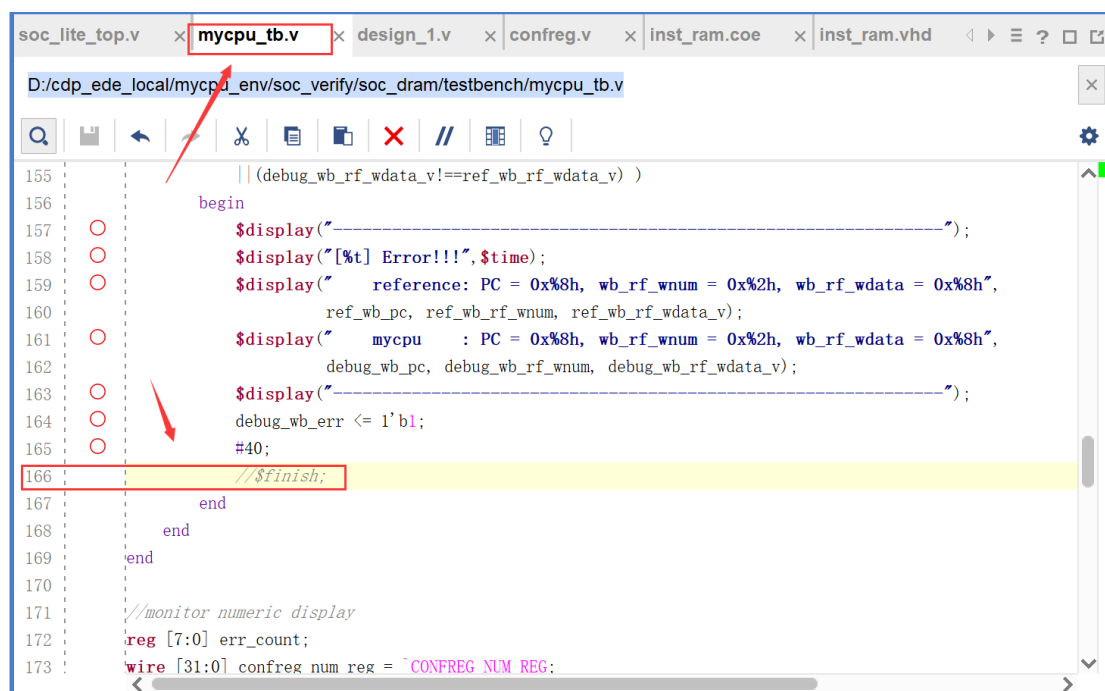 soc_lite_top.v × mycpu_tb.v × design_1.v × confreg.v × inst_ram.coe × inst_ram.vhd
D:/cdp_ede_local/mycpu_env/soc_verify/soc_dram/testbench/mycpu_tb.v
155 ||(debug_wb_rf_wdata_v!==ref_wb_rf_wdata_v) )
156 begin
157 $display("--------------------------------------------------------------");
158 $display("[%t] Error!!!",$time);
159 $display("    reference: PC = 0x%8h, wb_rf_wnum = 0x%2h, wb_rf_wdata = 0x%8h",
160 ref_wb_pc, ref_wb_rf_wnum, ref_wb_rf_wdata_v);
161 $display("    mycpu    : PC = 0x%8h, wb_rf_wnum = 0x%2h, wb_rf_wdata = 0x%8h",
162 debug_wb_pc, debug_wb_rf_wnum, debug_wb_rf_wdata_v);
163 $display("--------------------------------------------------------------");
164 debug_wb_err <= 1'b1;
165 #40;
166 //$finish;
167 end
168 end
169 end
170
171 //monitor numeric display
172 reg [7:0] err_count;
173 wire [31:0] confreg_num_reg = `CONFREG_NUM_REG;